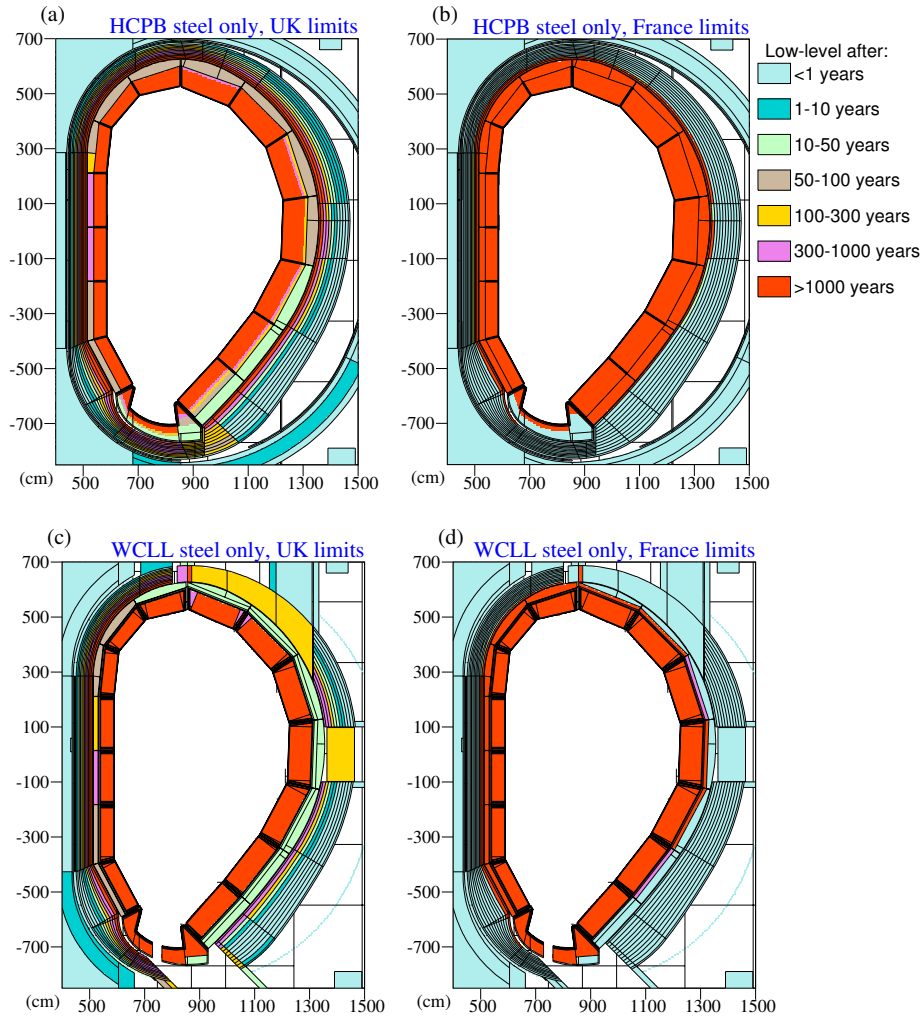 (a)
HCPB steel only, UK limits
(b)
HCPB steel only, France limits
Low-level after:
<1 years
1-10 years
10-50 years
50-100 years
100-300 years
300-1000 years
>1000 years
700
500
300
100
-100
-300
-500
-700
(cm)
500
700
900
1100
1300
1500
700
500
300
100
-100
-300
-500
-700
(cm)
500
700
900
1100
1300
1500
(c)
WCLL steel only, UK limits
(d)
WCLL steel only, France limits
700
500
300
100
-100
-300
-500
-700
(cm)
500
700
900
1100
1300
1500
700
500
300
100
-100
-300
-500
-700
(cm)
500
700
900
1100
1300
1500